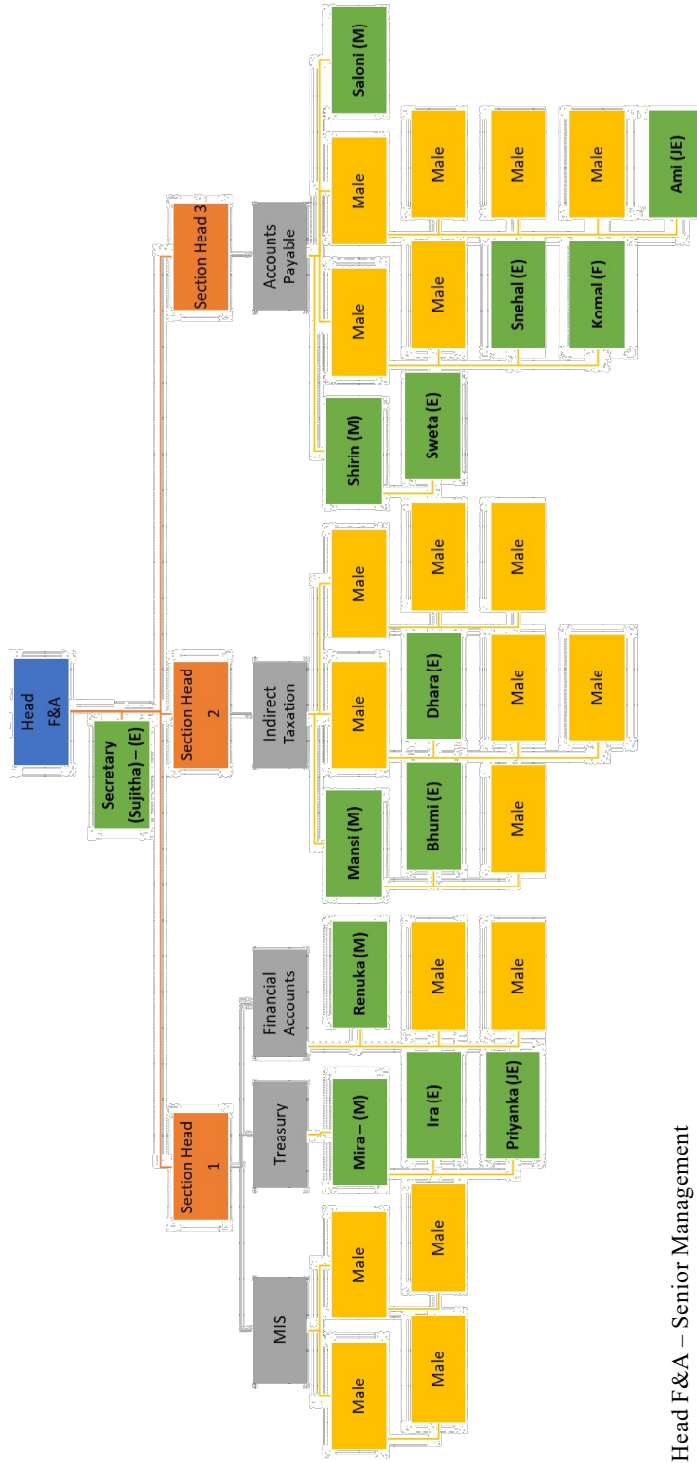 Head
F&A
Secretary
(Sujitha) – (E)
Section Head
1
Section Head
2
Section Head 3
MIS
Treasury
Financial
Accounts
Indirect
Taxation
Accounts
Payable
Male
Male
Mira – (M)
Renuka (M)
Mansi (M)
Male
Male
Shirin (M)
Male
Male
Saloni (M)
Male
Male
Ira (E)
Male
Bhumi (E)
Dhara (E)
Male
Sweta (E)
Male
Male
Priyanka (JE)
Male
Male
Male
Male
Snehal (E)
Male
Male
Komal (F)
Male
Ami (JE)
Head F&A – Senior Management